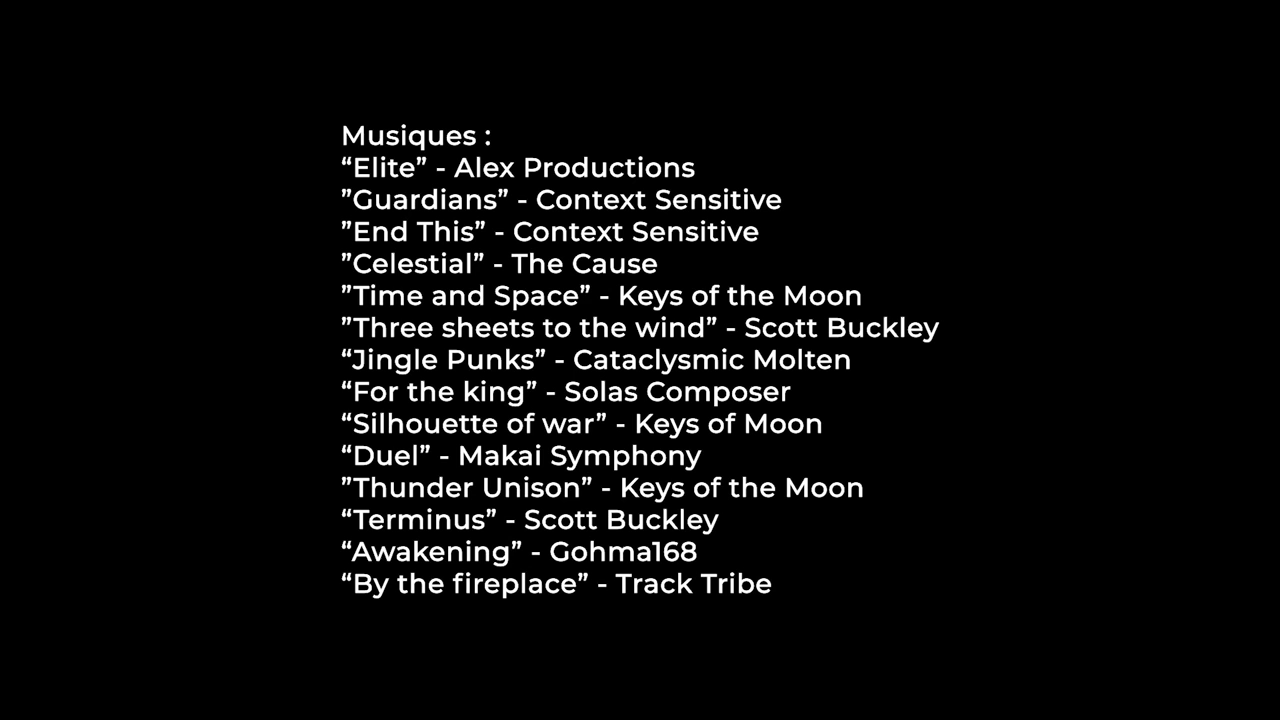 Musiques :
“Elite” - Alex Productions
”Guardians” - Context Sensitive
”End This” - Context Sensitive
”Celestial” - The Cause
”Time and Space” - Keys of the Moon
”Three sheets to the wind” - Scott Buckley
“Jingle Punks” - Cataclysmic Molten
“For the king” - Solas Composer
“Silhouette of war” - Keys of Moon
“Duel” - Makai Symphony
”Thunder Unison” - Keys of the Moon
“Terminus” - Scott Buckley
“Awakening” - Gohma168
“By the fireplace” - Track Tribe